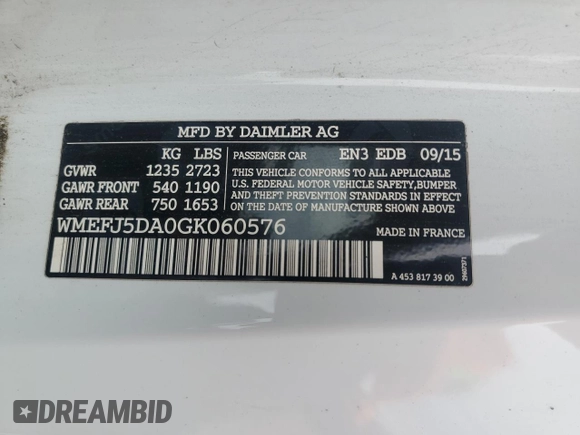 MFD BY DAIMLER AG
KG LBS
GVWR 1235 2723
GAWR FRONT 540 1190
GAWR REAR 750 1653
PASSENGER CAR EN3 EDB 09/15
THIS VEHICLE CONFORMS TO ALL APPLICABLE
U.S. FEDERAL MOTOR VEHICLE SAFETY,BUMPER
AND THEFT PREVENTION STANDARDS IN EFFECT ON THE
DATE OF MANUFACTURE SHOWN ABOVE.
WMEFJ5DA0GK060576
MADE IN FRANCE
A 453 817 39 00
DREAMBID